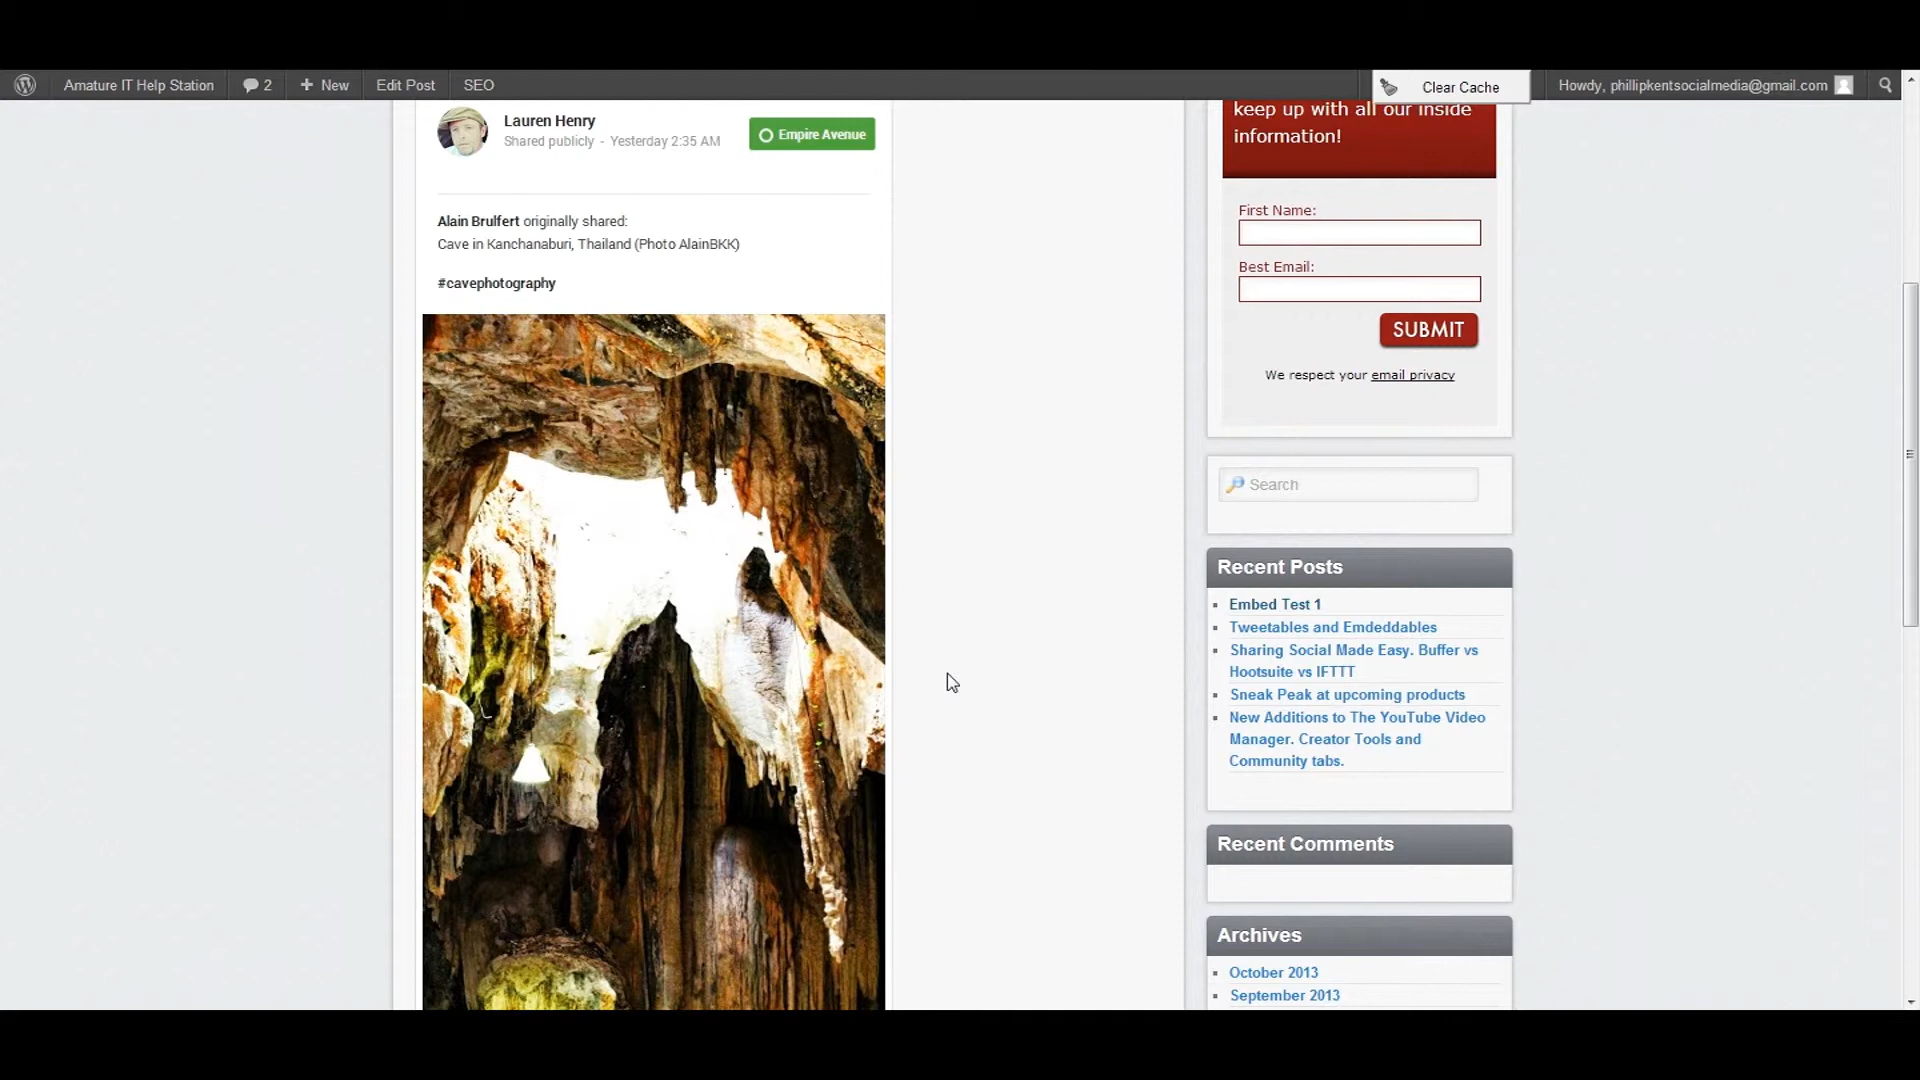 Amature IT Help Station
2
New
Edit Post
SEO
Clear Cache
Howdy, phillipkentsocialmedia@gmail.com
Lauren Henry
Shared publicly - Yesterday 2:35 AM
Empire Avenue
Alain Brulfert originally shared:
Cave in Kanchanaburi, Thailand (Photo AlainBKK)
#cavephotography
keep up with all our inside
information!
First Name:
Best Email:
SUBMIT
We respect your email privacy
Search
Recent Posts
Embed Test 1
Tweetables and Emdeddables
Sharing Social Made Easy. Buffer vs
Hootsuite vs IFTTT
Sneak Peak at upcoming products
New Additions to The YouTube Video
Manager. Creator Tools and
Community tabs.
Recent Comments
Archives
October 2013
September 2013